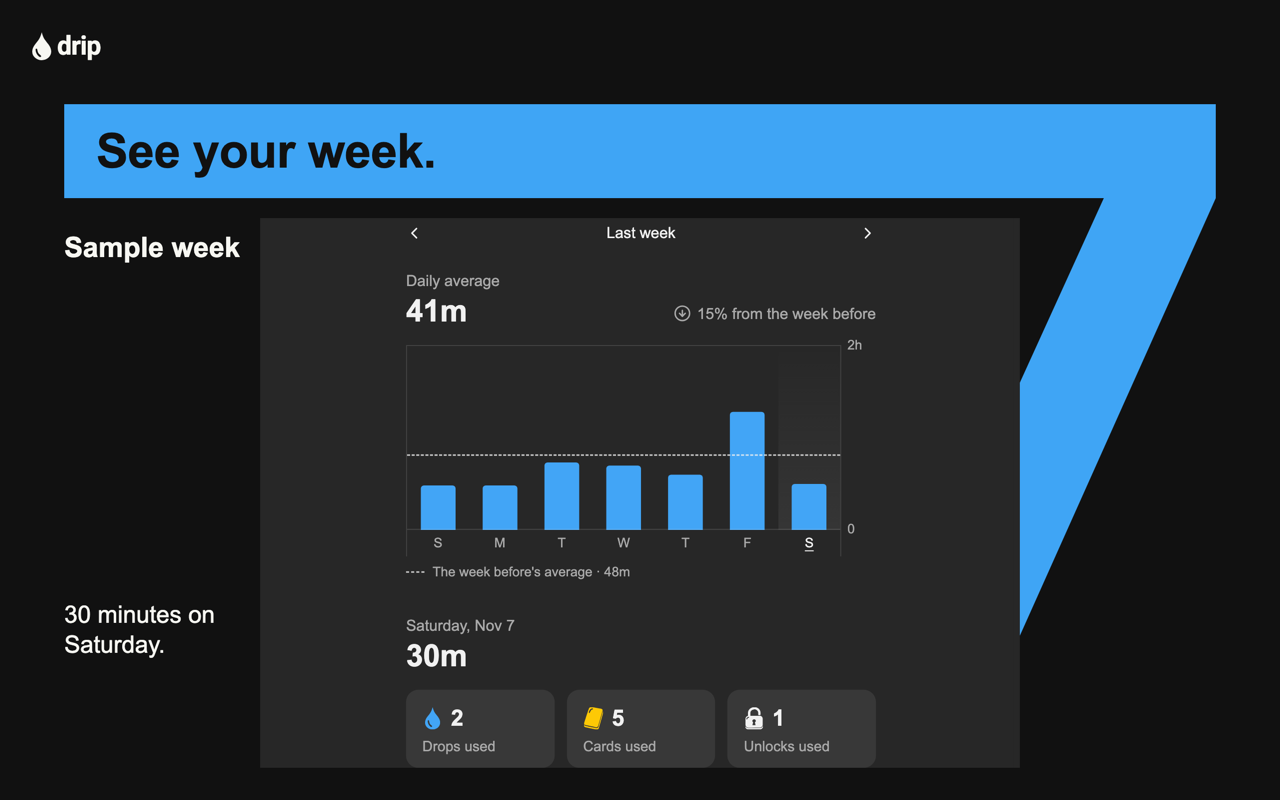 drip
See your week.
Sample week
Last week
Daily average
41m
15% from the week before
2h
0
S M T W T F S
The week before's average · 48m
30 minutes on
Saturday.
Saturday, Nov 7
30m
2
Drops used
5
Cards used
1
Unlocks used